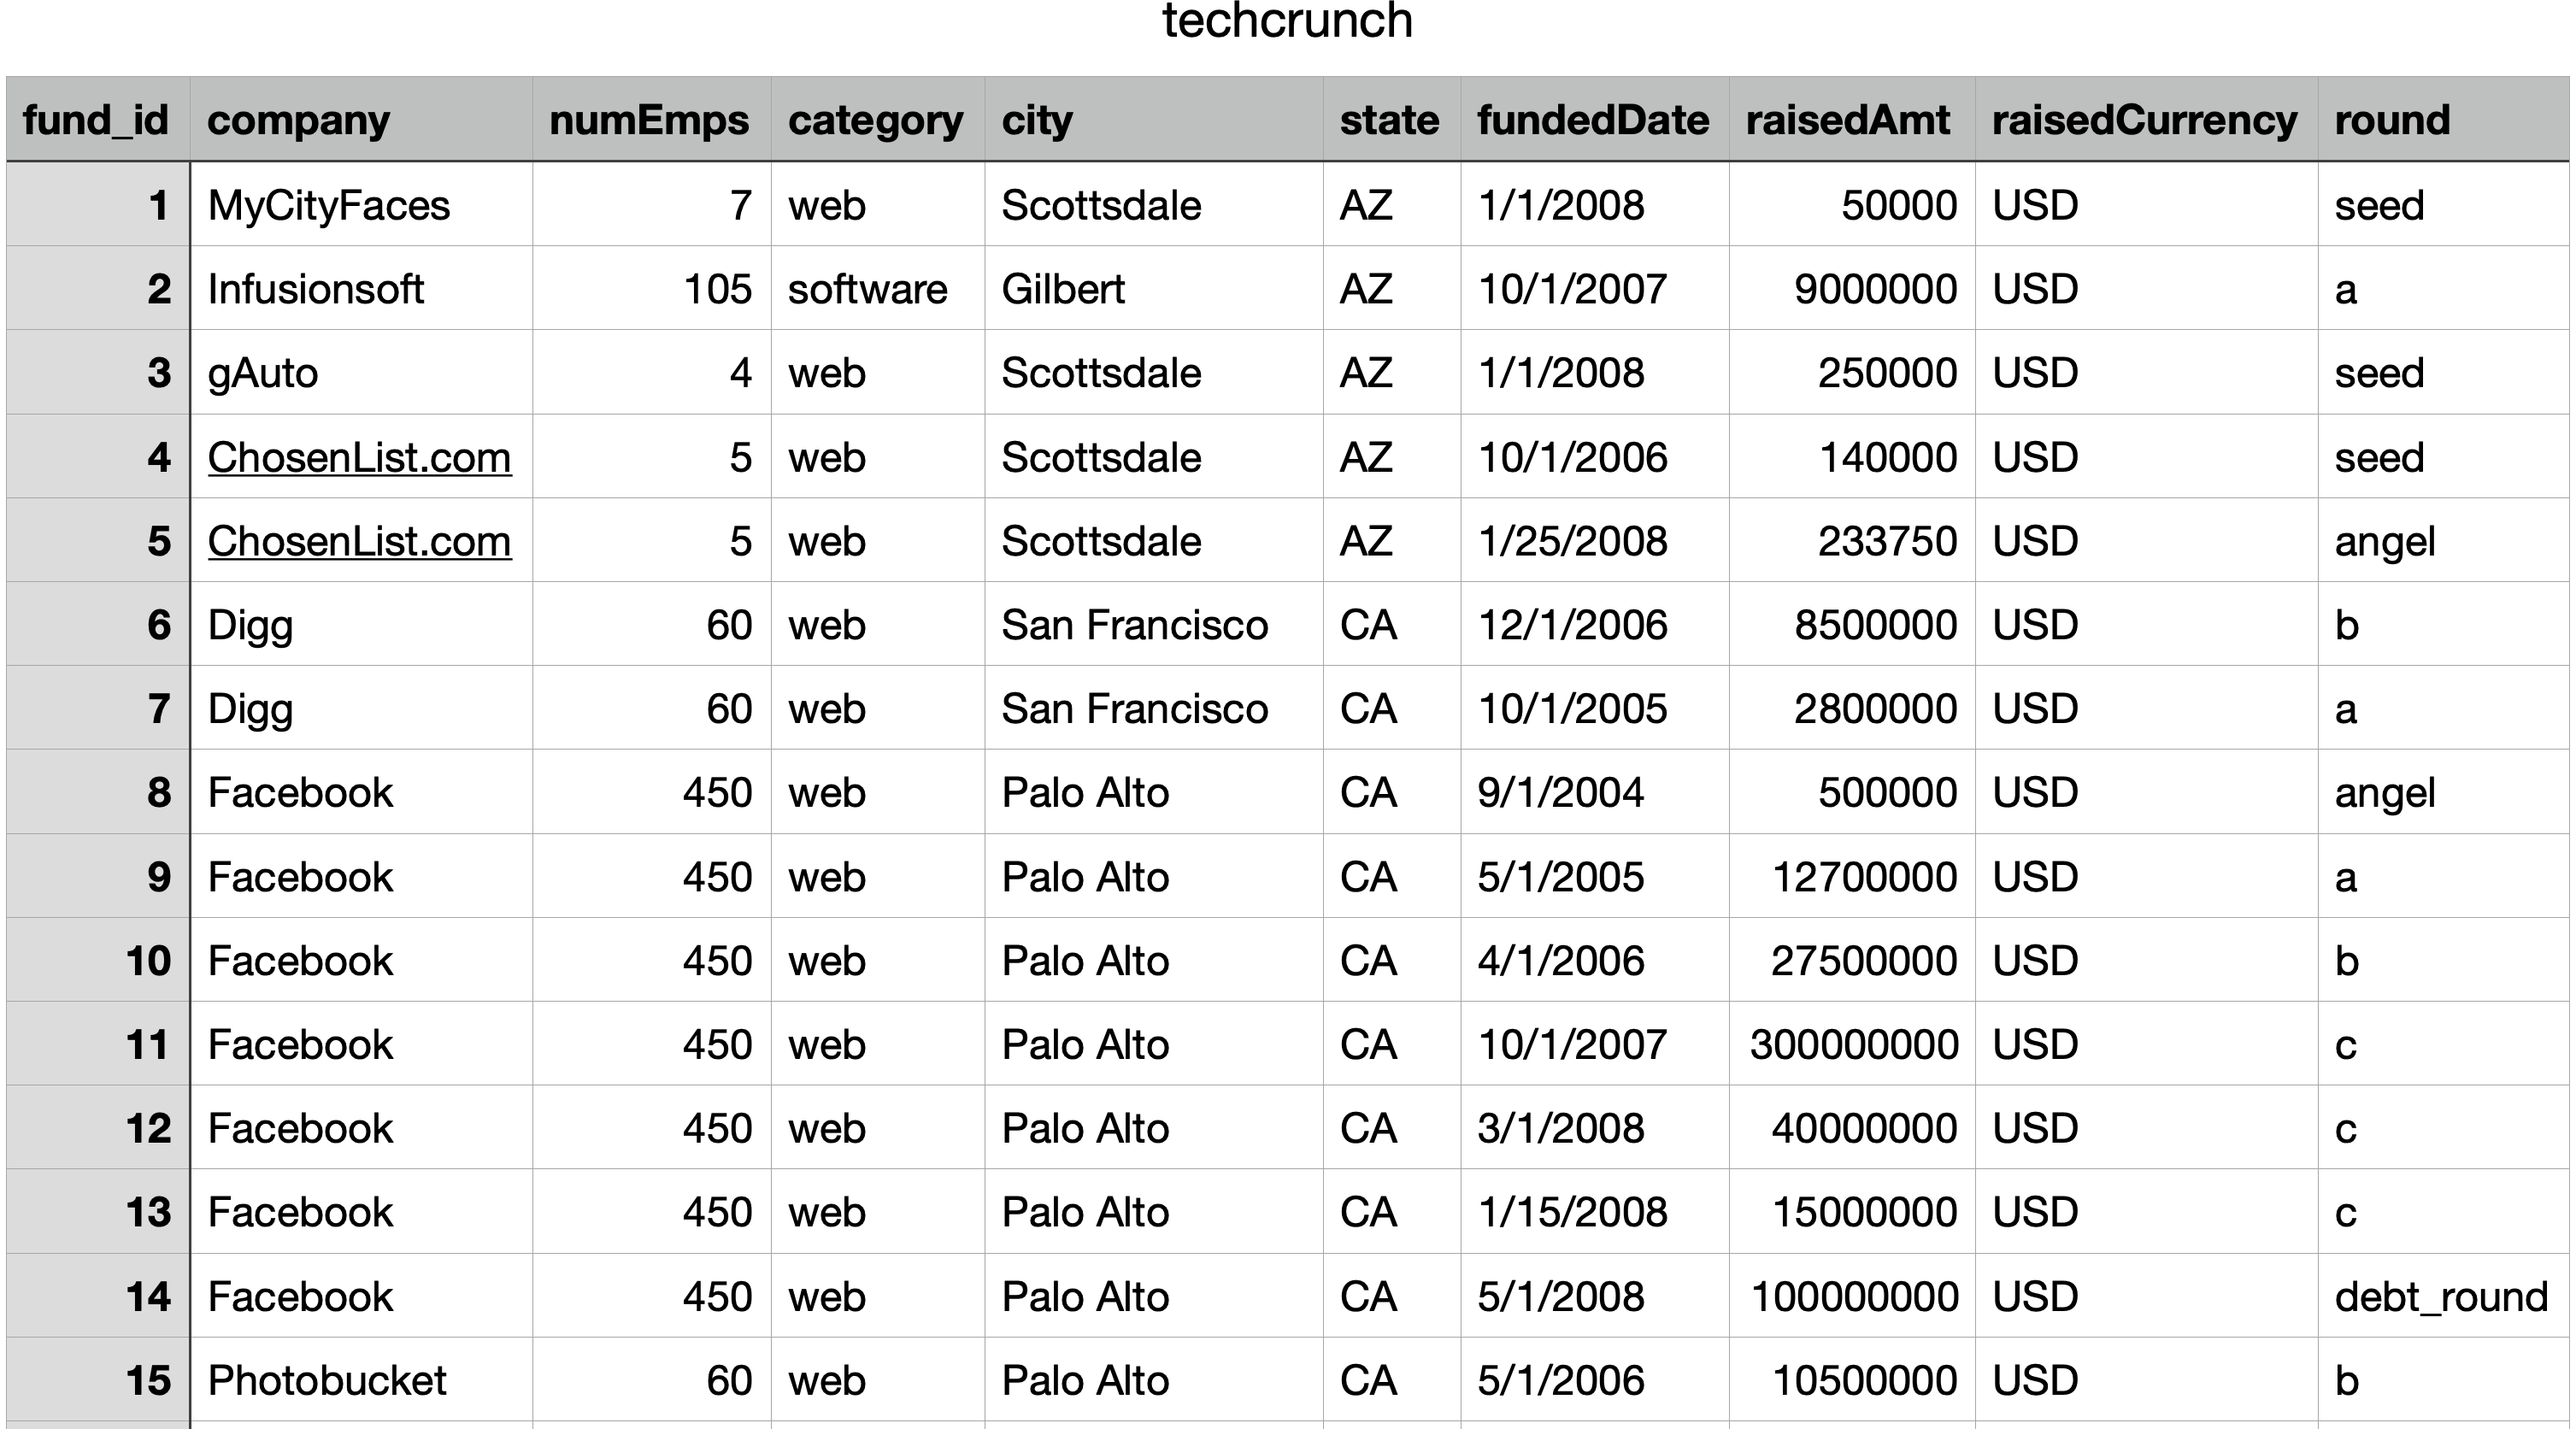 techcrunch
fund_id company numEmps category city state fundedDate raisedAmt raisedCurrency round
1 MyCityFaces 7 web Scottsdale AZ 1/1/2008 50000 USD seed
2 Infusionsoft 105 software Gilbert AZ 10/1/2007 9000000 USD a
3 gAuto 4 web Scottsdale AZ 1/1/2008 250000 USD seed
4 ChosenList.com 5 web Scottsdale AZ 10/1/2006 140000 USD seed
5 ChosenList.com 5 web Scottsdale AZ 1/25/2008 233750 USD angel
6 Digg 60 web San Francisco CA 12/1/2006 8500000 USD b
7 Digg 60 web San Francisco CA 10/1/2005 2800000 USD a
8 Facebook 450 web Palo Alto CA 9/1/2004 500000 USD angel
9 Facebook 450 web Palo Alto CA 5/1/2005 12700000 USD a
10 Facebook 450 web Palo Alto CA 4/1/2006 27500000 USD b
11 Facebook 450 web Palo Alto CA 10/1/2007 300000000 USD c
12 Facebook 450 web Palo Alto CA 3/1/2008 40000000 USD c
13 Facebook 450 web Palo Alto CA 1/15/2008 15000000 USD c
14 Facebook 450 web Palo Alto CA 5/1/2008 100000000 USD debt_round
15 Photobucket 60 web Palo Alto CA 5/1/2006 10500000 USD b